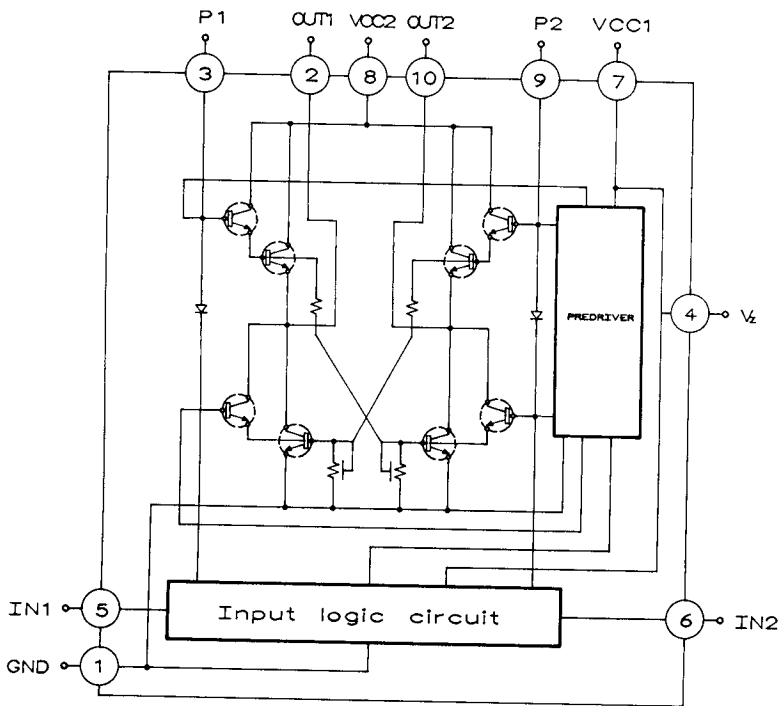 P1 OUT1 VCC2 OUT2 P2 VCC1
3 2 8 10 9 7
PREDRIVER
4 Vz
IN1 5 Input logic circuit 6 IN2
GND 1